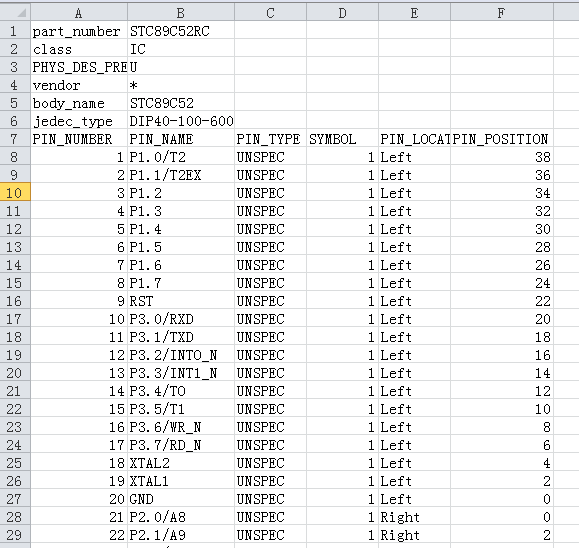 A B C D E F
1 part_number STC89C52RC
2 class IC
3 PHYS_DES_PRE U
4 vendor *
5 body_name STC89C52
6 jedec_type DIP40-100-600
7 PIN_NUMBER PIN_NAME PIN_TYPE SYMBOL PIN_LOCAT PIN_POSITION
8 1 P1.0/T2 UNSPEC 1 Left 38
9 2 P1.1/T2EX UNSPEC 1 Left 36
10 3 P1.2 UNSPEC 1 Left 34
11 4 P1.3 UNSPEC 1 Left 32
12 5 P1.4 UNSPEC 1 Left 30
13 6 P1.5 UNSPEC 1 Left 28
14 7 P1.6 UNSPEC 1 Left 26
15 8 P1.7 UNSPEC 1 Left 24
16 9 RST UNSPEC 1 Left 22
17 10 P3.0/RXD UNSPEC 1 Left 20
18 11 P3.1/TXD UNSPEC 1 Left 18
19 12 P3.2/INT0_N UNSPEC 1 Left 16
20 13 P3.3/INT1_N UNSPEC 1 Left 14
21 14 P3.4/T0 UNSPEC 1 Left 12
22 15 P3.5/T1 UNSPEC 1 Left 10
23 16 P3.6/WR_N UNSPEC 1 Left 8
24 17 P3.7/RD_N UNSPEC 1 Left 6
25 18 XTAL2 UNSPEC 1 Left 4
26 19 XTAL1 UNSPEC 1 Left 2
27 20 GND UNSPEC 1 Left 0
28 21 P2.0/A8 UNSPEC 1 Right 0
29 22 P2.1/A9 UNSPEC 1 Right 2